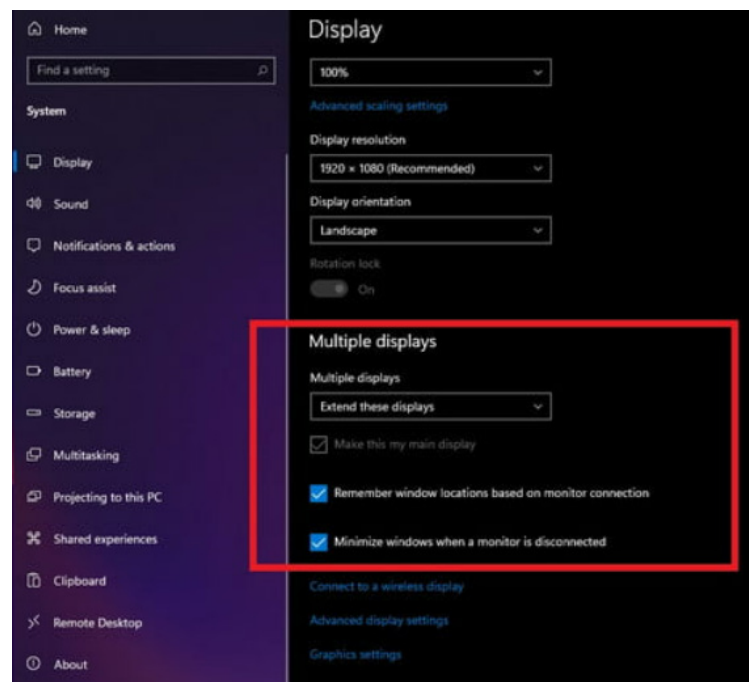 Home
Find a setting
System
Display
Sound
Notifications & actions
Focus assist
Power & sleep
Battery
Storage
Multitasking
Projecting to this PC
Shared experiences
Clipboard
Remote Desktop
About
Display
100%
Advanced scaling settings
Display resolution
1920 × 1080 (Recommended)
Display orientation
Landscape
Rotation lock
On
Multiple displays
Multiple displays
Extend these displays
Make this my main display
Remember window locations based on monitor connection
Minimize windows when a monitor is disconnected
Connect to a wireless display
Advanced display settings
Graphics settings